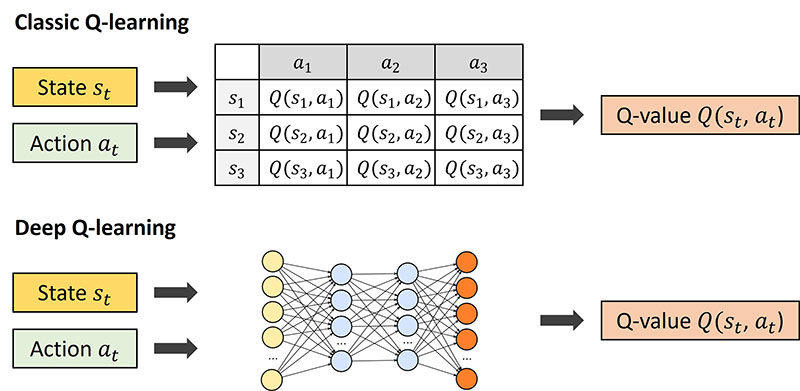 Classic Q-learning
State sₜ
Action aₜ
a₁ a₂ a₃
s₁ Q(s₁, a₁) Q(s₁, a₂) Q(s₁, a₃)
s₂ Q(s₂, a₁) Q(s₂, a₂) Q(s₂, a₃)
s₃ Q(s₃, a₁) Q(s₃, a₂) Q(s₃, a₃)
Q-value Q(sₜ, aₜ)
Deep Q-learning
State sₜ
Action aₜ
... ... ... ...
Q-value Q(sₜ, aₜ)